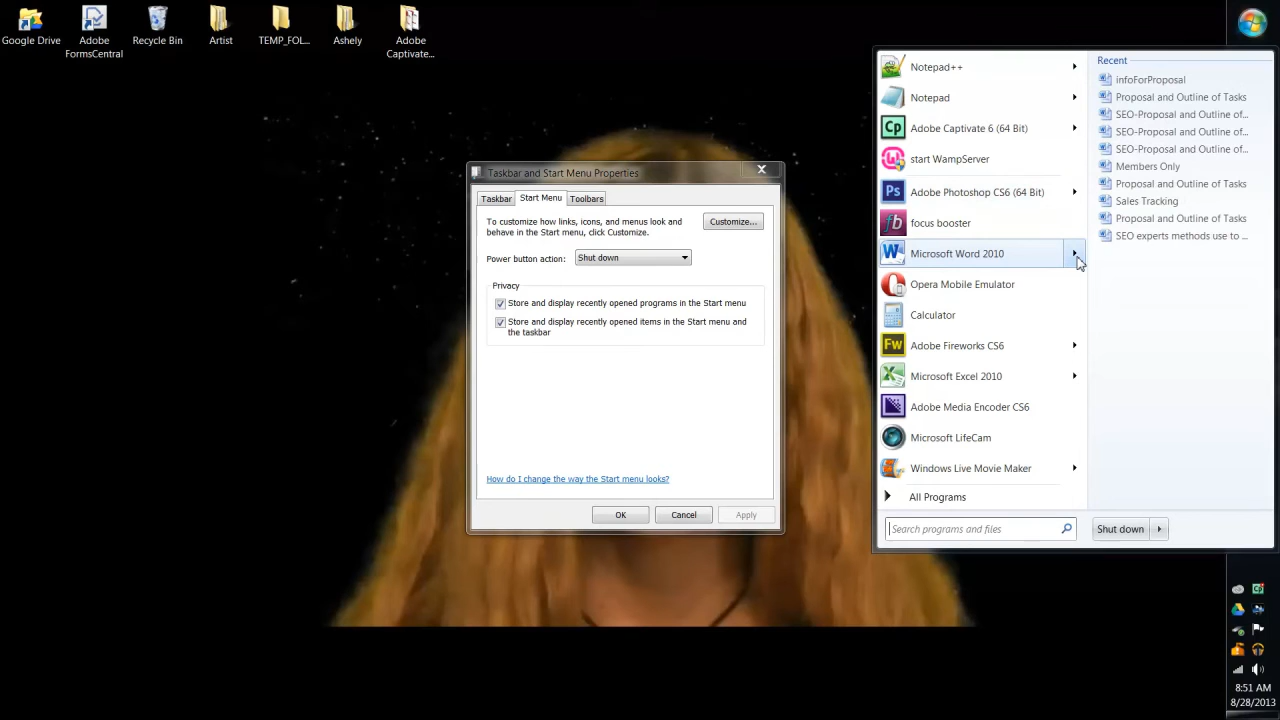 Google Drive
Adobe FormsCentral
Recycle Bin
Artist
TEMP_FOL...
Ashely
Adobe Captivate...
Taskbar and Start Menu Properties
Taskbar
Start Menu
Toolbars
To customize how links, icons, and menus look and
behave in the Start menu, click Customize.
Customize...
Power button action:
Shut down
Privacy
Store and display recently opened programs in the Start menu
Store and display recently opened items in the Start menu and
the taskbar
How do I change the way the Start menu looks?
OK
Cancel
Apply
Notepad++
Notepad
Cp
Adobe Captivate 6 (64 Bit)
start WampServer
Ps
Adobe Photoshop CS6 (64 Bit)
fb
focus booster
W
Microsoft Word 2010
Opera Mobile Emulator
Calculator
Fw
Adobe Fireworks CS6
Microsoft Excel 2010
Adobe Media Encoder CS6
Microsoft LifeCam
Windows Live Movie Maker
All Programs
Search programs and files
Shut down
Recent
infoForProposal
Proposal and Outline of Tasks
SEO-Proposal and Outline of...
SEO-Proposal and Outline of...
SEO-Proposal and Outline of...
Members Only
Proposal and Outline of Tasks
Sales Tracking
Proposal and Outline of Tasks
SEO experts methods use to ...
8:51 AM
8/28/2013